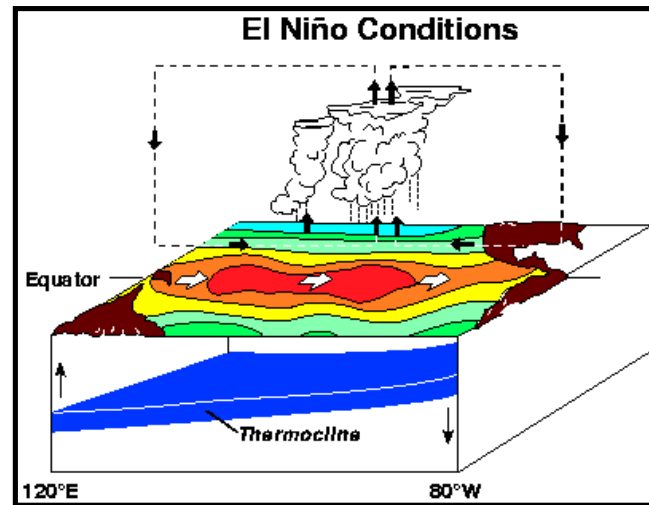 El Niño Conditions
Equator
Thermocline
120°E
80°W